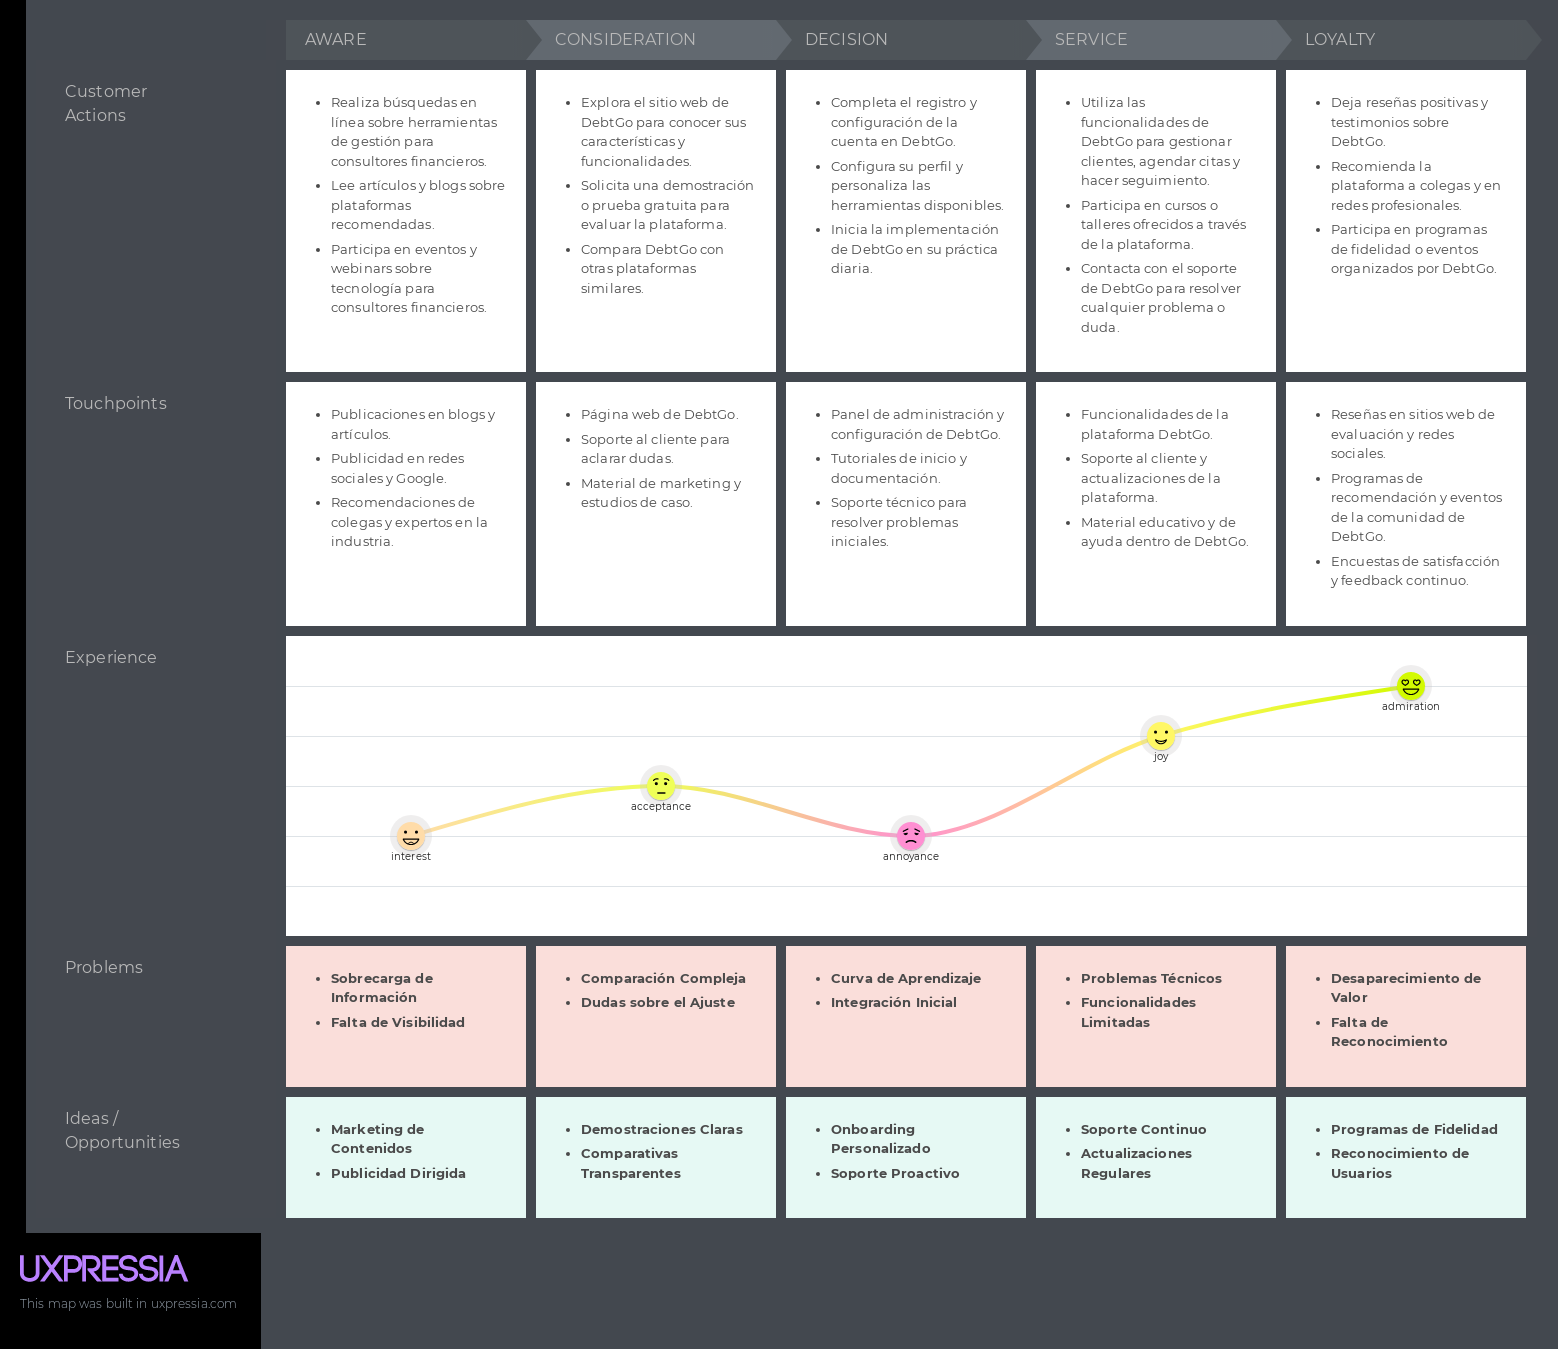 AWARE
CONSIDERATION
DECISION
SERVICE
LOYALTY
Customer
Actions
• Realiza búsquedas en
línea sobre herramientas
de gestión para
consultores financieros.
• Lee artículos y blogs sobre
plataformas
recomendadas.
• Participa en eventos y
webinars sobre
tecnología para
consultores financieros.
• Explora el sitio web de
DebtGo para conocer sus
características y
funcionalidades.
• Solicita una demostración
o prueba gratuita para
evaluar la plataforma.
• Compara DebtGo con
otras plataformas
similares.
• Completa el registro y
configuración de la
cuenta en DebtGo.
• Configura su perfil y
personaliza las
herramientas disponibles.
• Inicia la implementación
de DebtGo en su práctica
diaria.
• Utiliza las
funcionalidades de
DebtGo para gestionar
clientes, agendar citas y
hacer seguimiento.
• Participa en cursos o
talleres ofrecidos a través
de la plataforma.
• Contacta con el soporte
de DebtGo para resolver
cualquier problema o
duda.
• Deja reseñas positivas y
testimonios sobre
DebtGo.
• Recomienda la
plataforma a colegas y en
redes profesionales.
• Participa en programas
de fidelidad o eventos
organizados por DebtGo.
Touchpoints
• Publicaciones en blogs y
artículos.
• Publicidad en redes
sociales y Google.
• Recomendaciones de
colegas y expertos en la
industria.
• Página web de DebtGo.
• Soporte al cliente para
aclarar dudas.
• Material de marketing y
estudios de caso.
• Panel de administración y
configuración de DebtGo.
• Tutoriales de inicio y
documentación.
• Soporte técnico para
resolver problemas
iniciales.
• Funcionalidades de la
plataforma DebtGo.
• Soporte al cliente y
actualizaciones de la
plataforma.
• Material educativo y de
ayuda dentro de DebtGo.
• Reseñas en sitios web de
evaluación y redes
sociales.
• Programas de
recomendación y eventos
de la comunidad de
DebtGo.
• Encuestas de satisfacción
y feedback continuo.
Experience
interest
acceptance
annoyance
joy
admiration
Problems
• Sobrecarga de
Información
• Falta de Visibilidad
• Comparación Compleja
• Dudas sobre el Ajuste
• Curva de Aprendizaje
• Integración Inicial
• Problemas Técnicos
• Funcionalidades
Limitadas
• Desaparecimiento de
Valor
• Falta de
Reconocimiento
Ideas /
Opportunities
• Marketing de
Contenidos
• Publicidad Dirigida
• Demostraciones Claras
• Comparativas
Transparentes
• Onboarding
Personalizado
• Soporte Proactivo
• Soporte Continuo
• Actualizaciones
Regulares
• Programas de Fidelidad
• Reconocimiento de
Usuarios
UXPRESSIA
This map was built in uxpressia.com